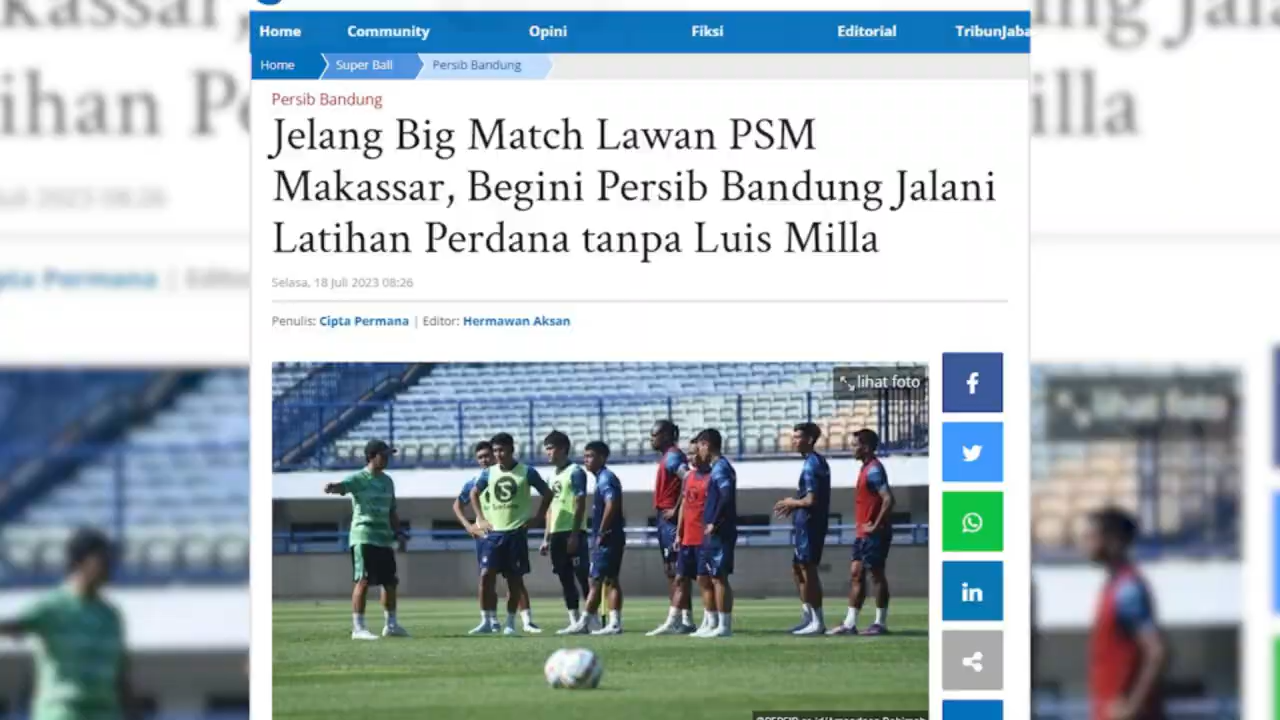 Home Community Opini Fiksi Editorial TribunJaba
Home Super Ball Persib Bandung
Persib Bandung
Jelang Big Match Lawan PSM
Makassar, Begini Persib Bandung Jalani
Latihan Perdana tanpa Luis Milla
Selasa, 18 Juli 2023 08:26
Penulis: Cipta Permana | Editor: Hermawan Aksan
lihat foto
S